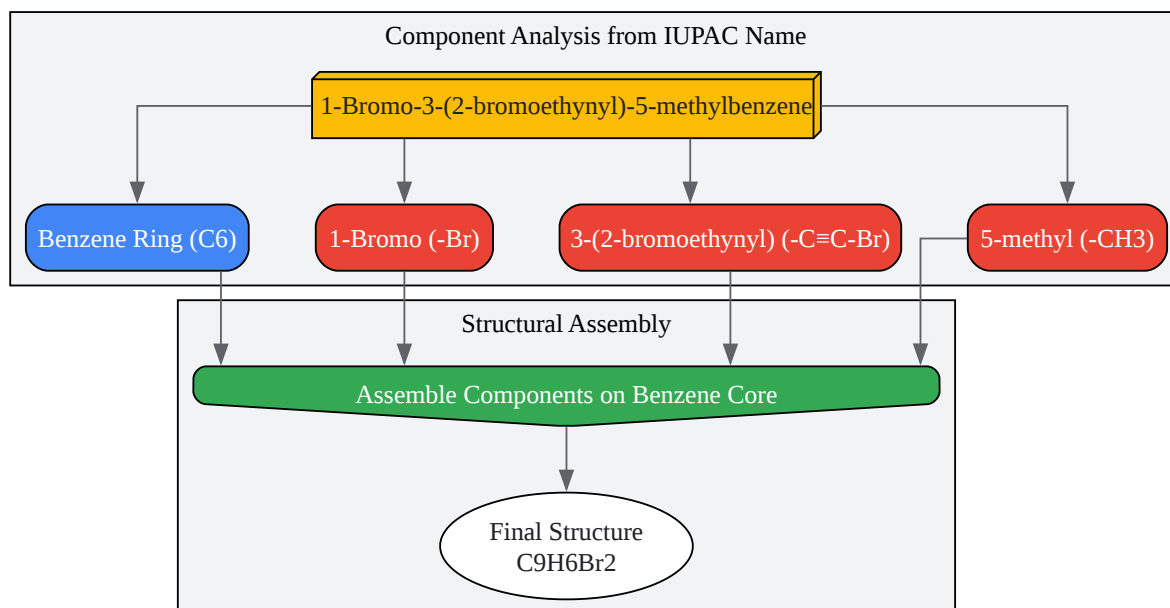 Component Analysis from IUPAC Name
1-Bromo-3-(2-bromoethynyl)-5-methylbenzene
Benzene Ring (C6)
1-Bromo (-Br)
3-(2-bromoethynyl) (-C≡C-Br)
5-methyl (-CH3)
Structural Assembly
Assemble Components on Benzene Core
Final Structure
C9H6Br2